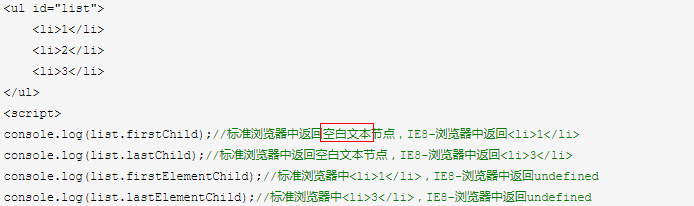 <ul id="list">
    <li>1</li>
    <li>2</li>
    <li>3</li>
</ul>
<script>
console.log(list.firstChild);//标准浏览器中返回空白文本节点，IE8-浏览器中返回<li>1</li>
console.log(list.lastChild);//标准浏览器中返回空白文本节点，IE8-浏览器中返回<li>3</li>
console.log(list.firstElementChild);//标准浏览器中<li>1</li>，IE8-浏览器中返回undefined
console.log(list.lastElementChild);//标准浏览器中<li>3</li>，IE8-浏览器中返回undefined